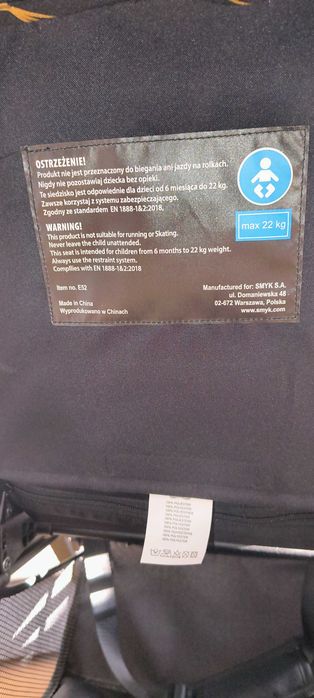 OSTRZEŻENIE!
Produkt nie jest przeznaczony do biegania ani jazdy na rolkach.
Nigdy nie pozostawiaj dziecka bez opieki.
Te siedzisko jest odpowiednie dla dzieci od 6 miesiąca do 22 kg.
Zawsze korzystaj z systemu zabezpieczającego.
Zgodny ze standardem EN 1888-1&2:2018,
max 22 kg
WARNING!
This product is not suitable for running or Skating.
Never leave the child unattended.
This seat is intended for children from 6 months to 22 kg weight.
Always use the restraint system.
Compliies with EN 1888-1&2:2018
Item no. E52
Made in China
Wyprodukowano w Chinach
Manufactured for: SMYK S.A.
ul. Domaniewska 48
02-672 Warszawa, Polska
www.smyk.com